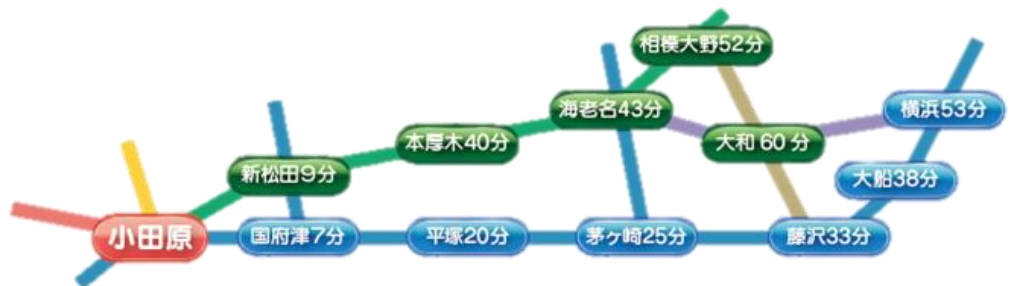 相模大野52分
海老名43分
横浜53分
本厚木40分
大和 60 分
新松田9分
大船38分
小田原
国府津7分
平塚20分
茅ヶ崎25分
藤沢33分